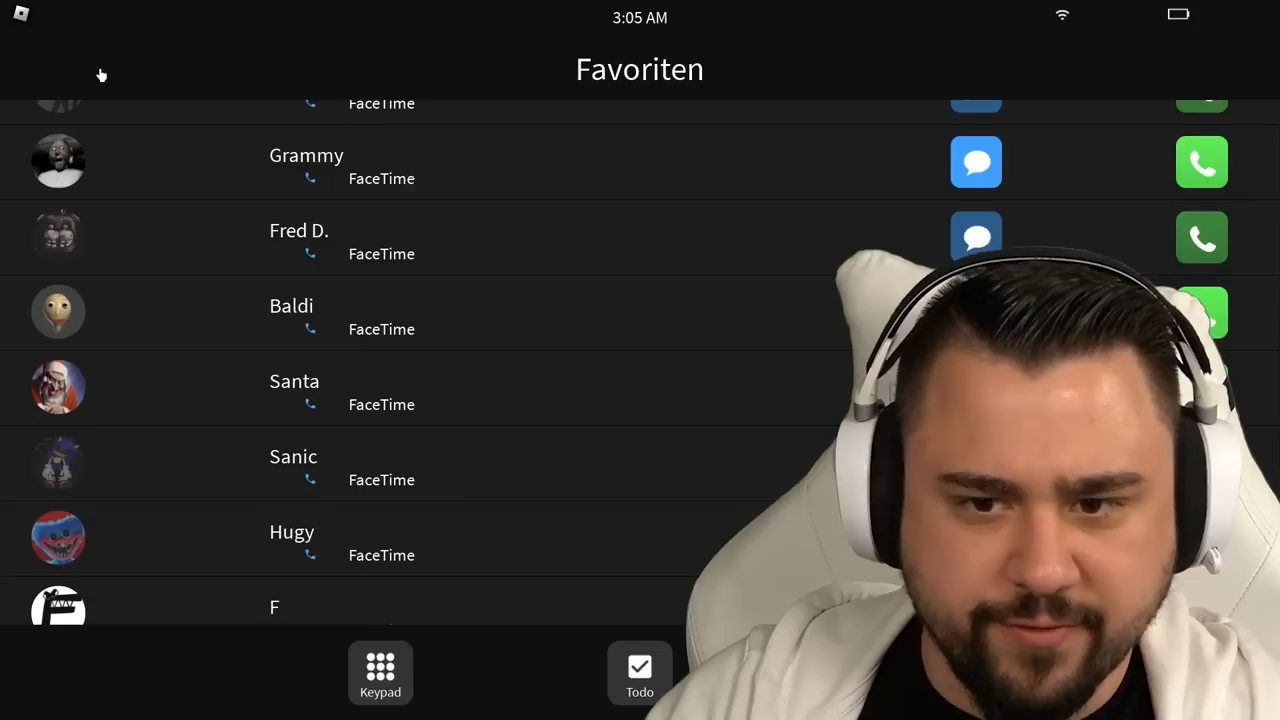 3:05 AM
Favoriten
FaceTime
Grammy
FaceTime
Fred D.
FaceTime
Baldi
FaceTime
Santa
FaceTime
Sanic
FaceTime
Hugy
FaceTime
F
Keypad
Todo